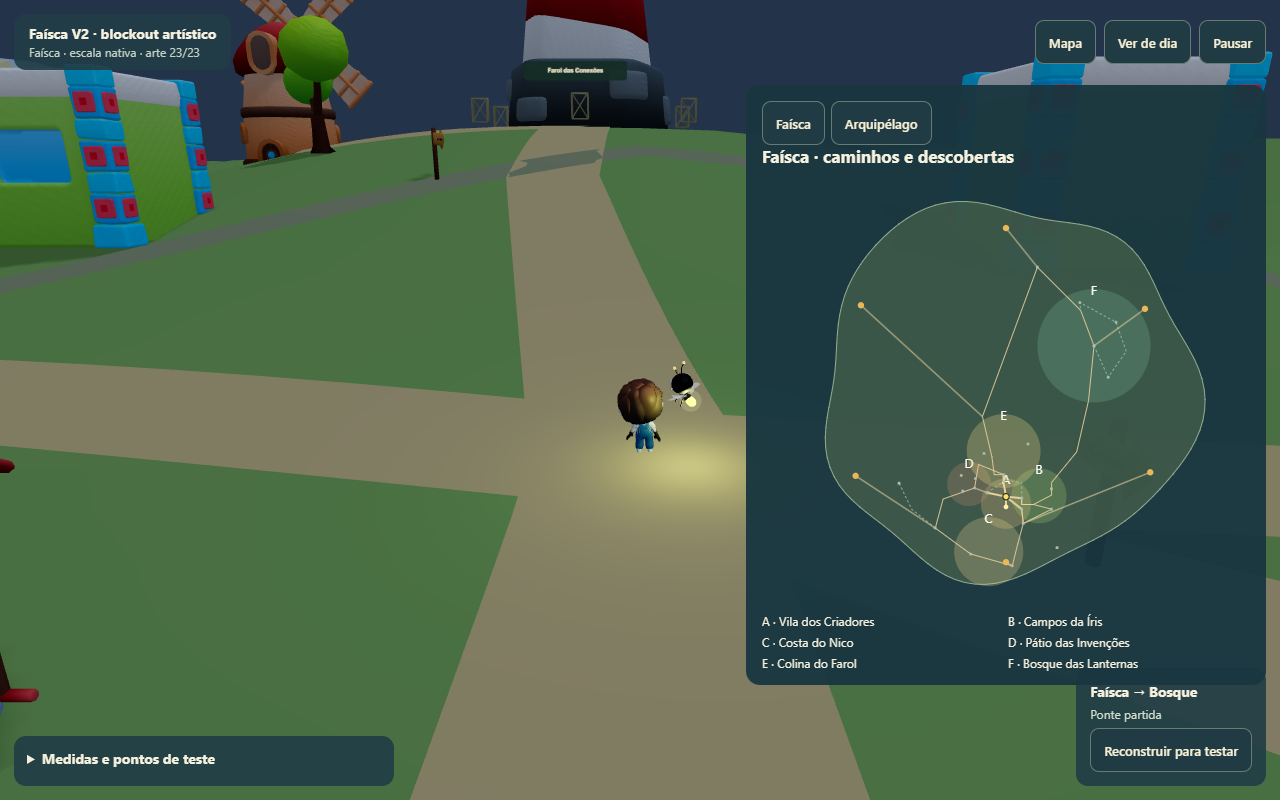 Faísca V2 · blockout artístico
Faísca · escala nativa · arte 23/23
Farol das Conexões
Mapa
Ver de dia
Pausar
Faísca
Arquipélago
Faísca · caminhos e descobertas
F
E
D
B
A
C
A · Vila dos Criadores
B · Campos da Íris
C · Costa do Nico
D · Pátio das Invenções
E · Colina do Farol
F · Bosque das Lanternas
Faísca → Bosque
Ponte partida
Reconstruir para testar
Medidas e pontos de teste